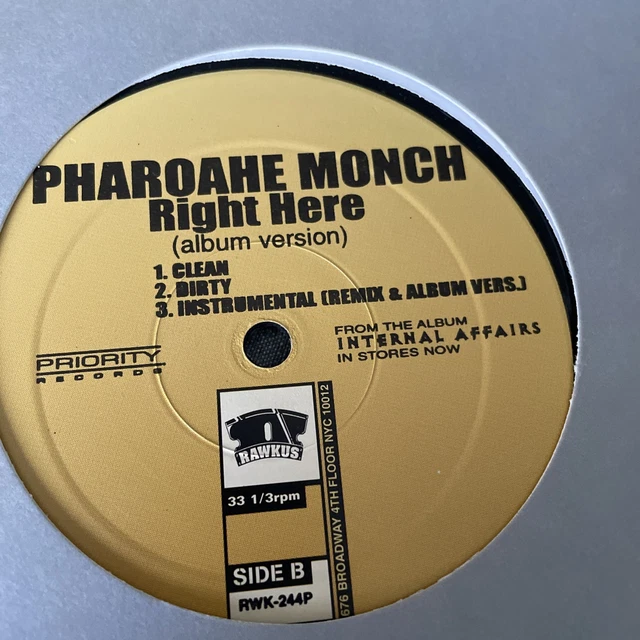 PHAROAHE MONCH
Right Here
(album version)
1. CLEAN
2. DIRTY
3. INSTRUMENTAL (REMIX & ALBUM VERS.)
FROM THE ALBUM
INTERNAL AFFAIRS
IN STORES NOW
PRIORITY
RECORDS
RAWKUS
33 1/3rpm
SIDE B
RWK-244P
676 BROADWAY 4TH FLOOR NYC 10012